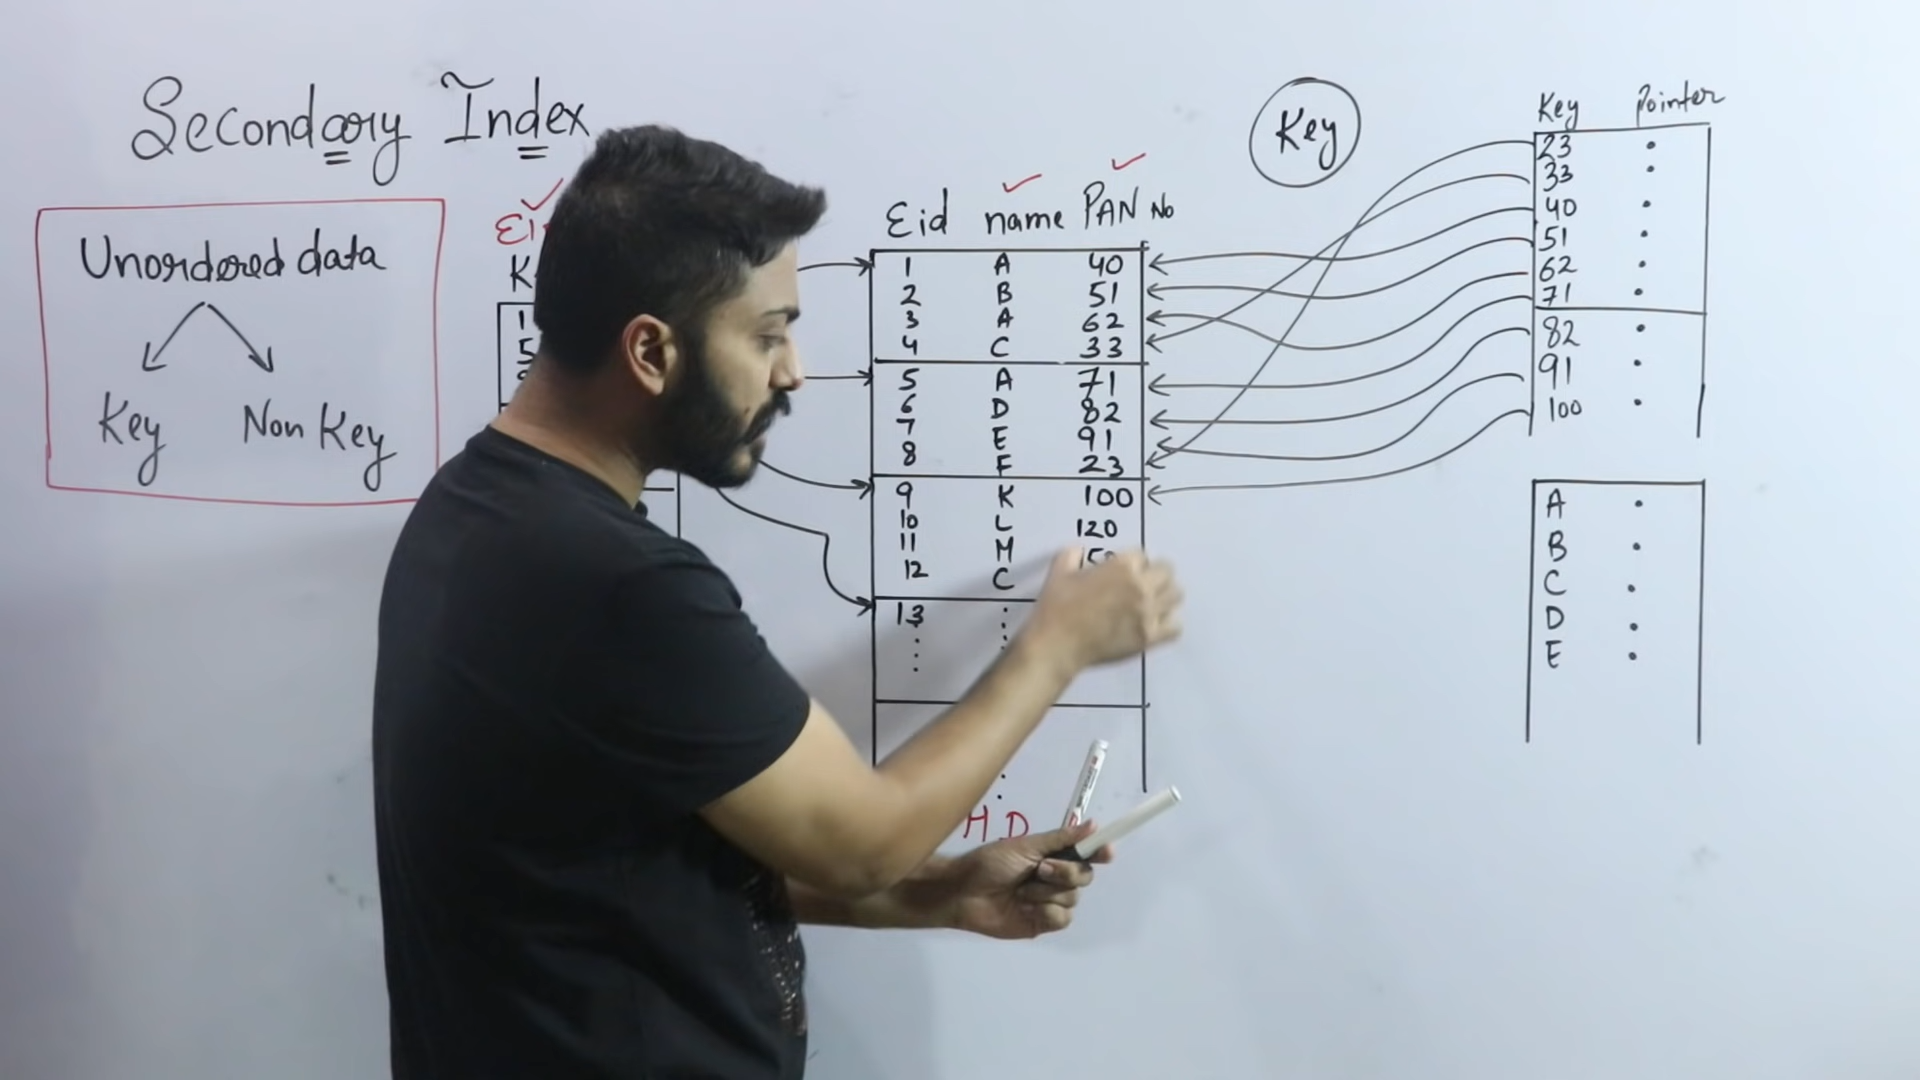 Secondary Index
Unordered data
Key
Non Key
1
5
Eid name PAN No
1 A 40
2 B 51
3 A 62
4 C 33
5 A 71
6 D 82
7 E 91
8 F 23
9 K 100
10 L 120
11 M
12 C
13
H.D
Key
Key Pointer
23
33
40
51
62
71
82
91
100
A
B
C
D
E